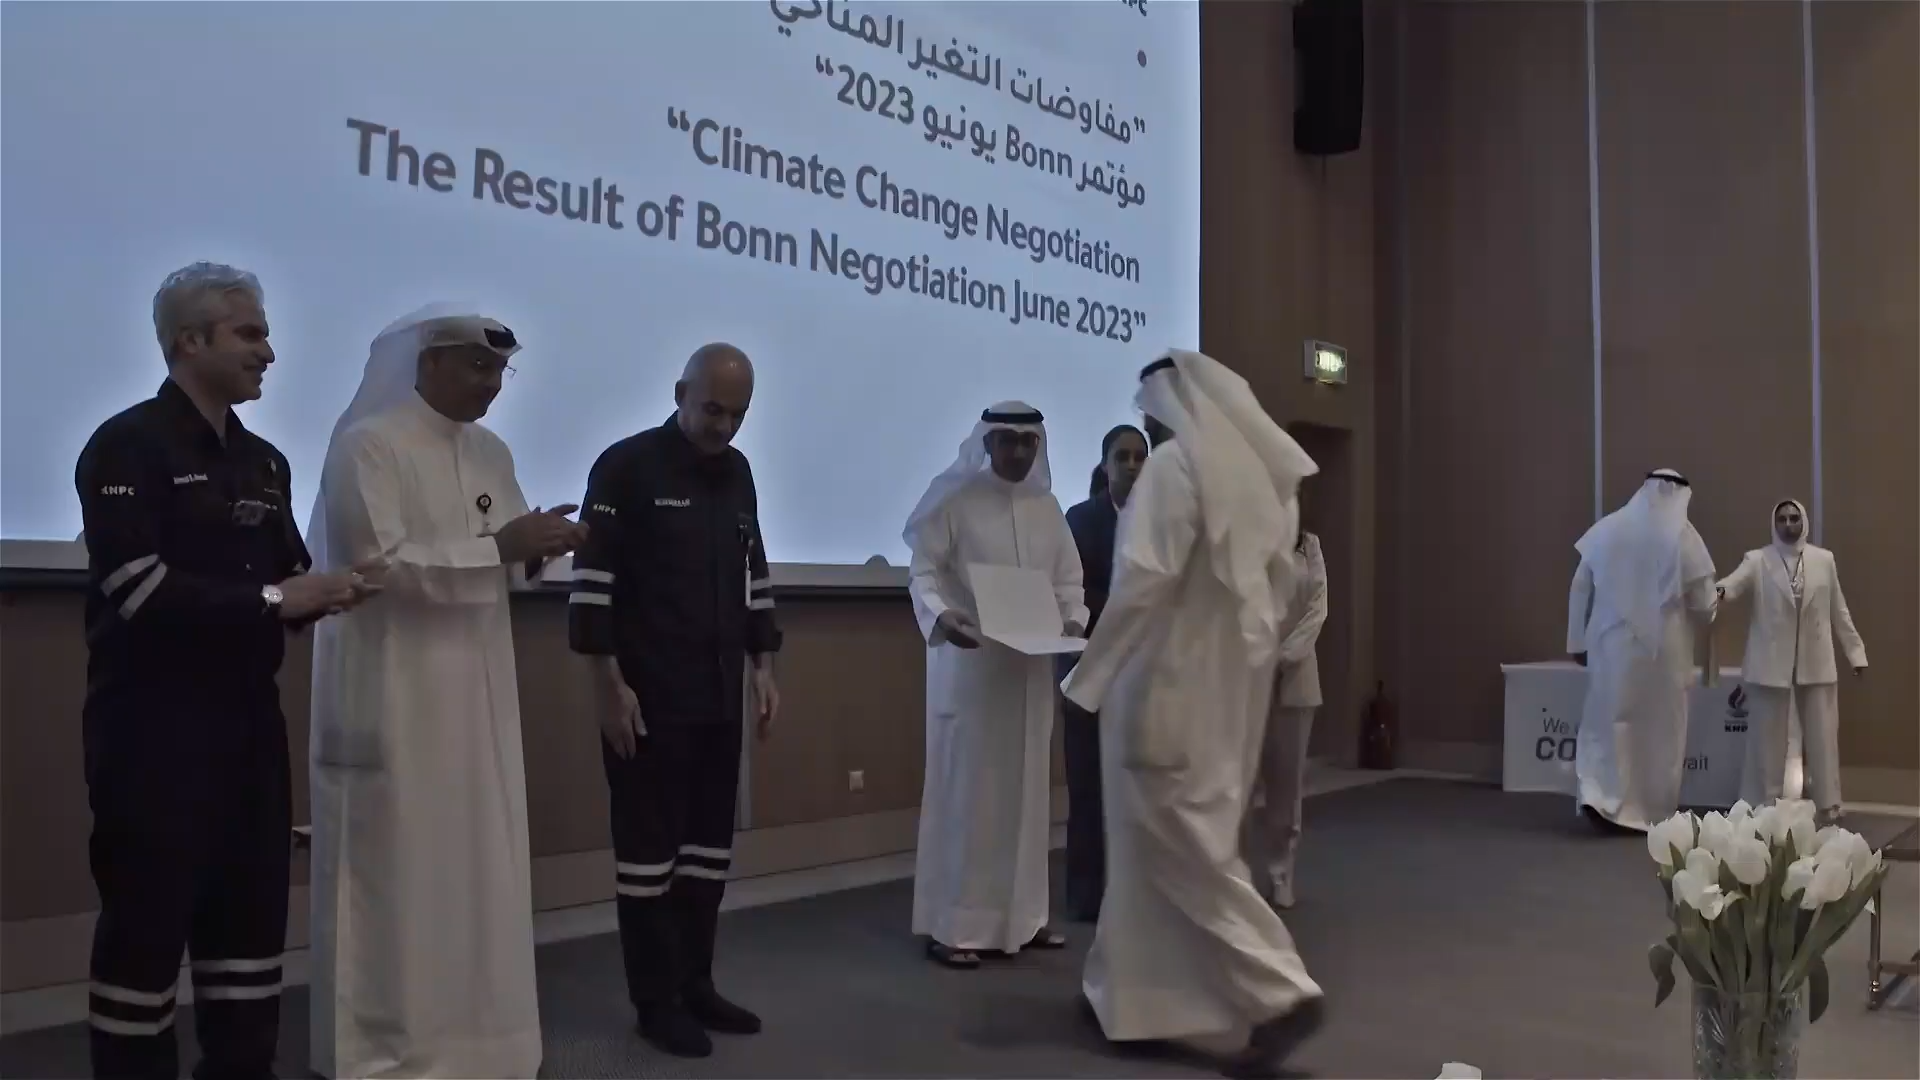 ”مفاوضات التغير المناخي
مؤتمر Bonn يونيو 2023“
“Climate Change Negotiation
The Result of Bonn Negotiation June 2023”
KNPC
KNPC
We
CO
wait